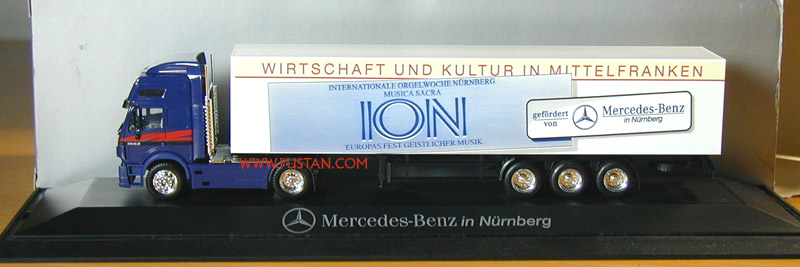 WIRTSCHAFT UND KULTUR IN MITTELFRANKEN
INTERNATIONALE ORGELWOCHE NÜRNBERG
MUSICA SACRA
ION
EUROPAS FEST GEISTLICHER MUSIK
gefördert
von
Mercedes-Benz
in Nürnberg
WWW.FUSTAN.COM
Mercedes-Benz in Nürnberg